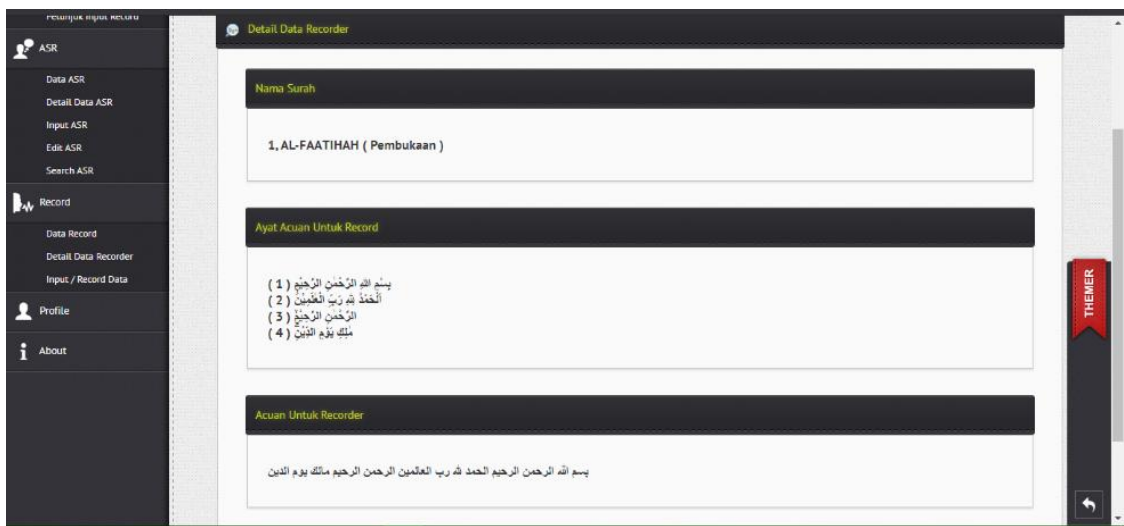 Petunjuk Input Record
ASR
Data ASR
Detail Data ASR
Input ASR
Edit ASR
Search ASR
Record
Data Record
Detail Data Recorder
Input / Record Data
Profile
About
Detail Data Recorder
Nama Surah
1, AL-FAATIHAH ( Pembukaan )
Ayat Acuan Untuk Record
بِسْمِ اللهِ الرَّحْمٰنِ الرَّحِيْمِ ( 1 )
اَلْحَمْدُ لِلهِ رَبِّ الْعٰلَمِيْنَ ( 2 )
الرَّحْمٰنِ الرَّحِيْمِ ( 3 )
مٰلِكِ يَوْمِ الدِّيْنِ ( 4 )
Acuan Untuk Recorder
بسم الله الرحمن الرحيم الحمد لله رب العالمين الرحمن الرحيم مالك يوم الدين
THEMER